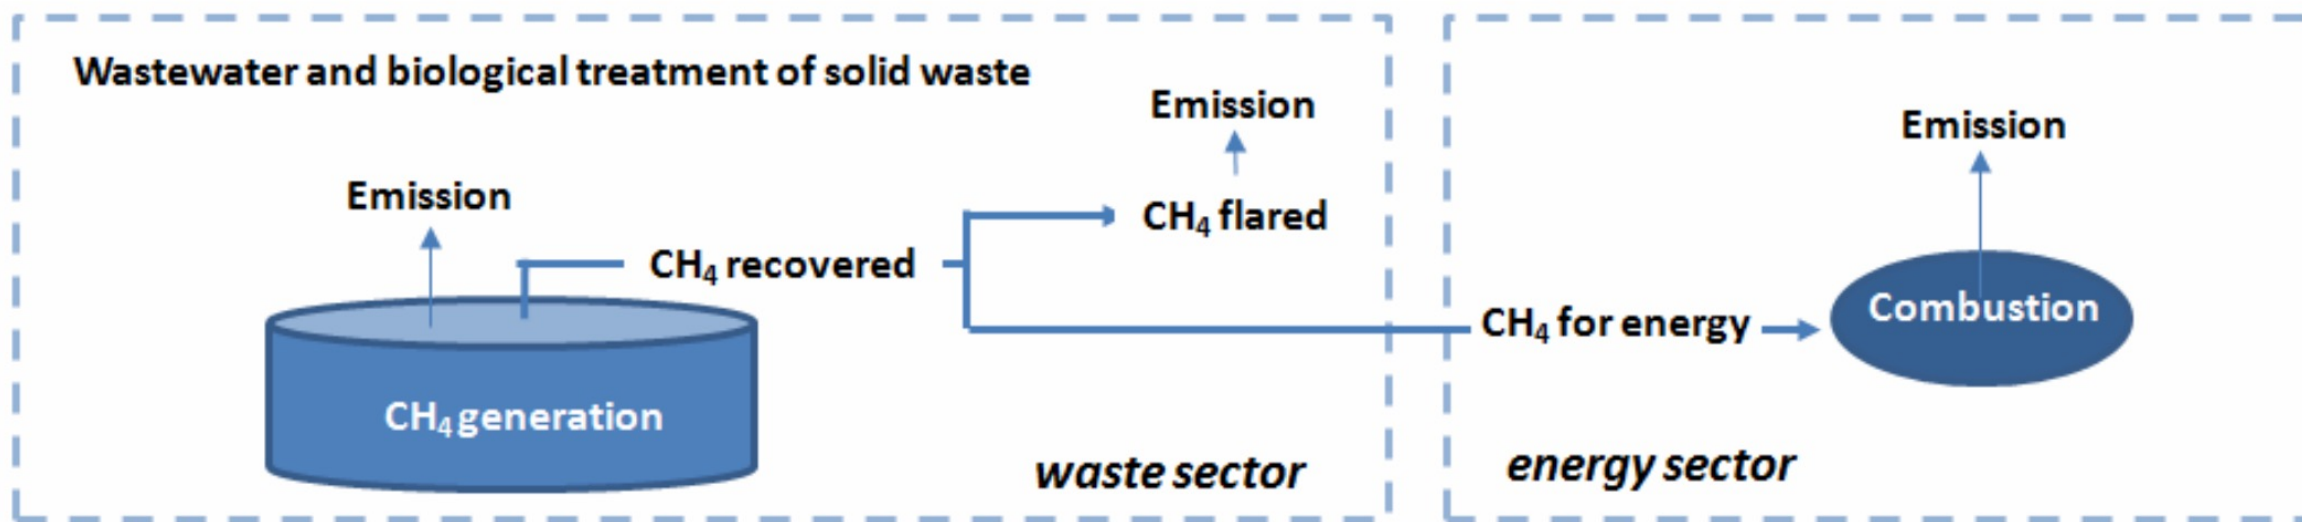 Wastewater and biological treatment of solid waste
Emission
Emission
Emission
CH₄ recovered
CH₄ flared
CH₄ for energy
Combustion
CH₄ generation
waste sector
energy sector